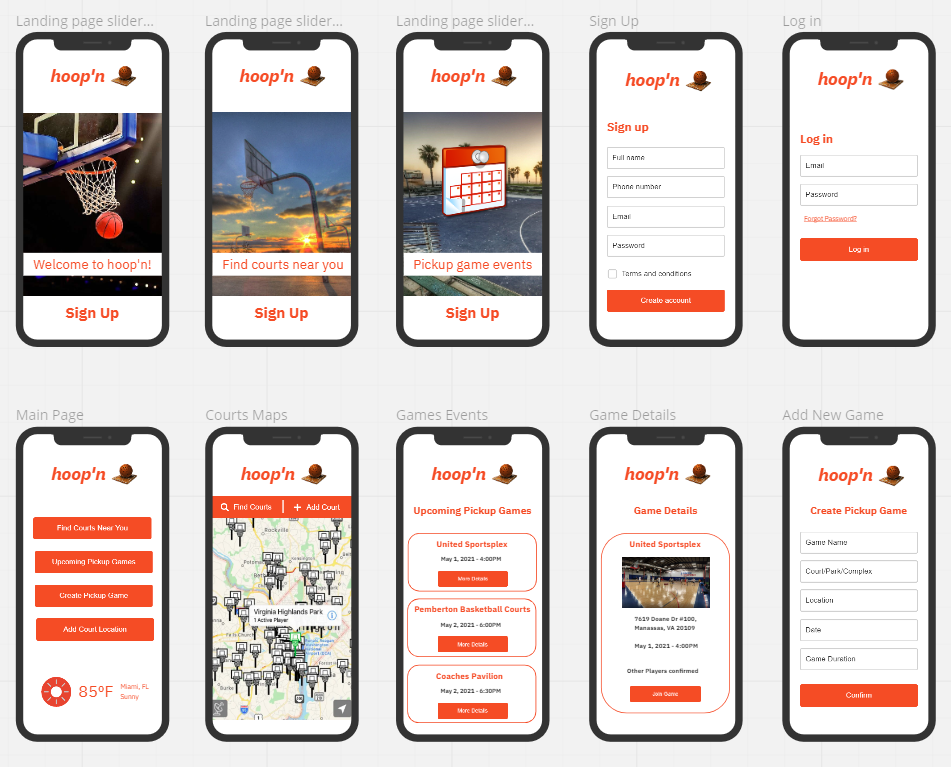 Landing page slider...
Landing page slider...
Landing page slider...
Sign Up
Log in
hoop'n
Welcome to hoop'n!
Sign Up
hoop'n
Find courts near you
Sign Up
hoop'n
Pickup game events
Sign Up
hoop'n
Sign up
Full name
Phone number
Email
Password
Terms and conditions
Create account
hoop'n
Log in
Email
Password
Forgot Password?
Log in
Main Page
Courts Maps
Games Events
Game Details
Add New Game
hoop'n
Find Courts Near You
Upcoming Pickup Games
Create Pickup Game
Add Court Location
85ºF
Miami, FL
Sunny
hoop'n
Find Courts
Add Court
Rockville
Virginia Highlands Park
1 Active Player
Falls Church
Burke
hoop'n
Upcoming Pickup Games
United Sportsplex
May 1, 2021 - 4:00PM
More Details
Pemberton Basketball Courts
May 2, 2021 - 6:00PM
More Details
Coaches Pavilion
May 2, 2021 - 6:30PM
More Details
hoop'n
Game Details
United Sportsplex
7619 Doane Dr #100,
Manassas, VA 20109
May 1, 2021 - 4:00PM
Other Players confirmed
Join Game
hoop'n
Create Pickup Game
Game Name
Court/Park/Complex
Location
Date
Game Duration
Confirm